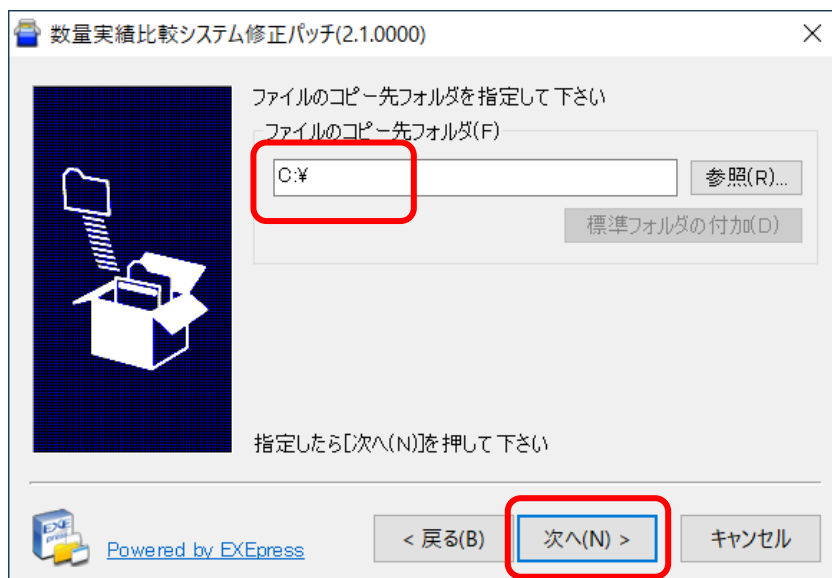 数量実績比較システム修正パッチ(2.1.0000)
ファイルのコピー先フォルダを指定して下さい
ファイルのコピー先フォルダ(F)
C:¥
参照(R)...
標準フォルダの付加(D)
指定したら[次へ(N)]を押して下さい
EXE
press
Powered by EXEpress
< 戻る(B)
次へ(N) >
キャンセル